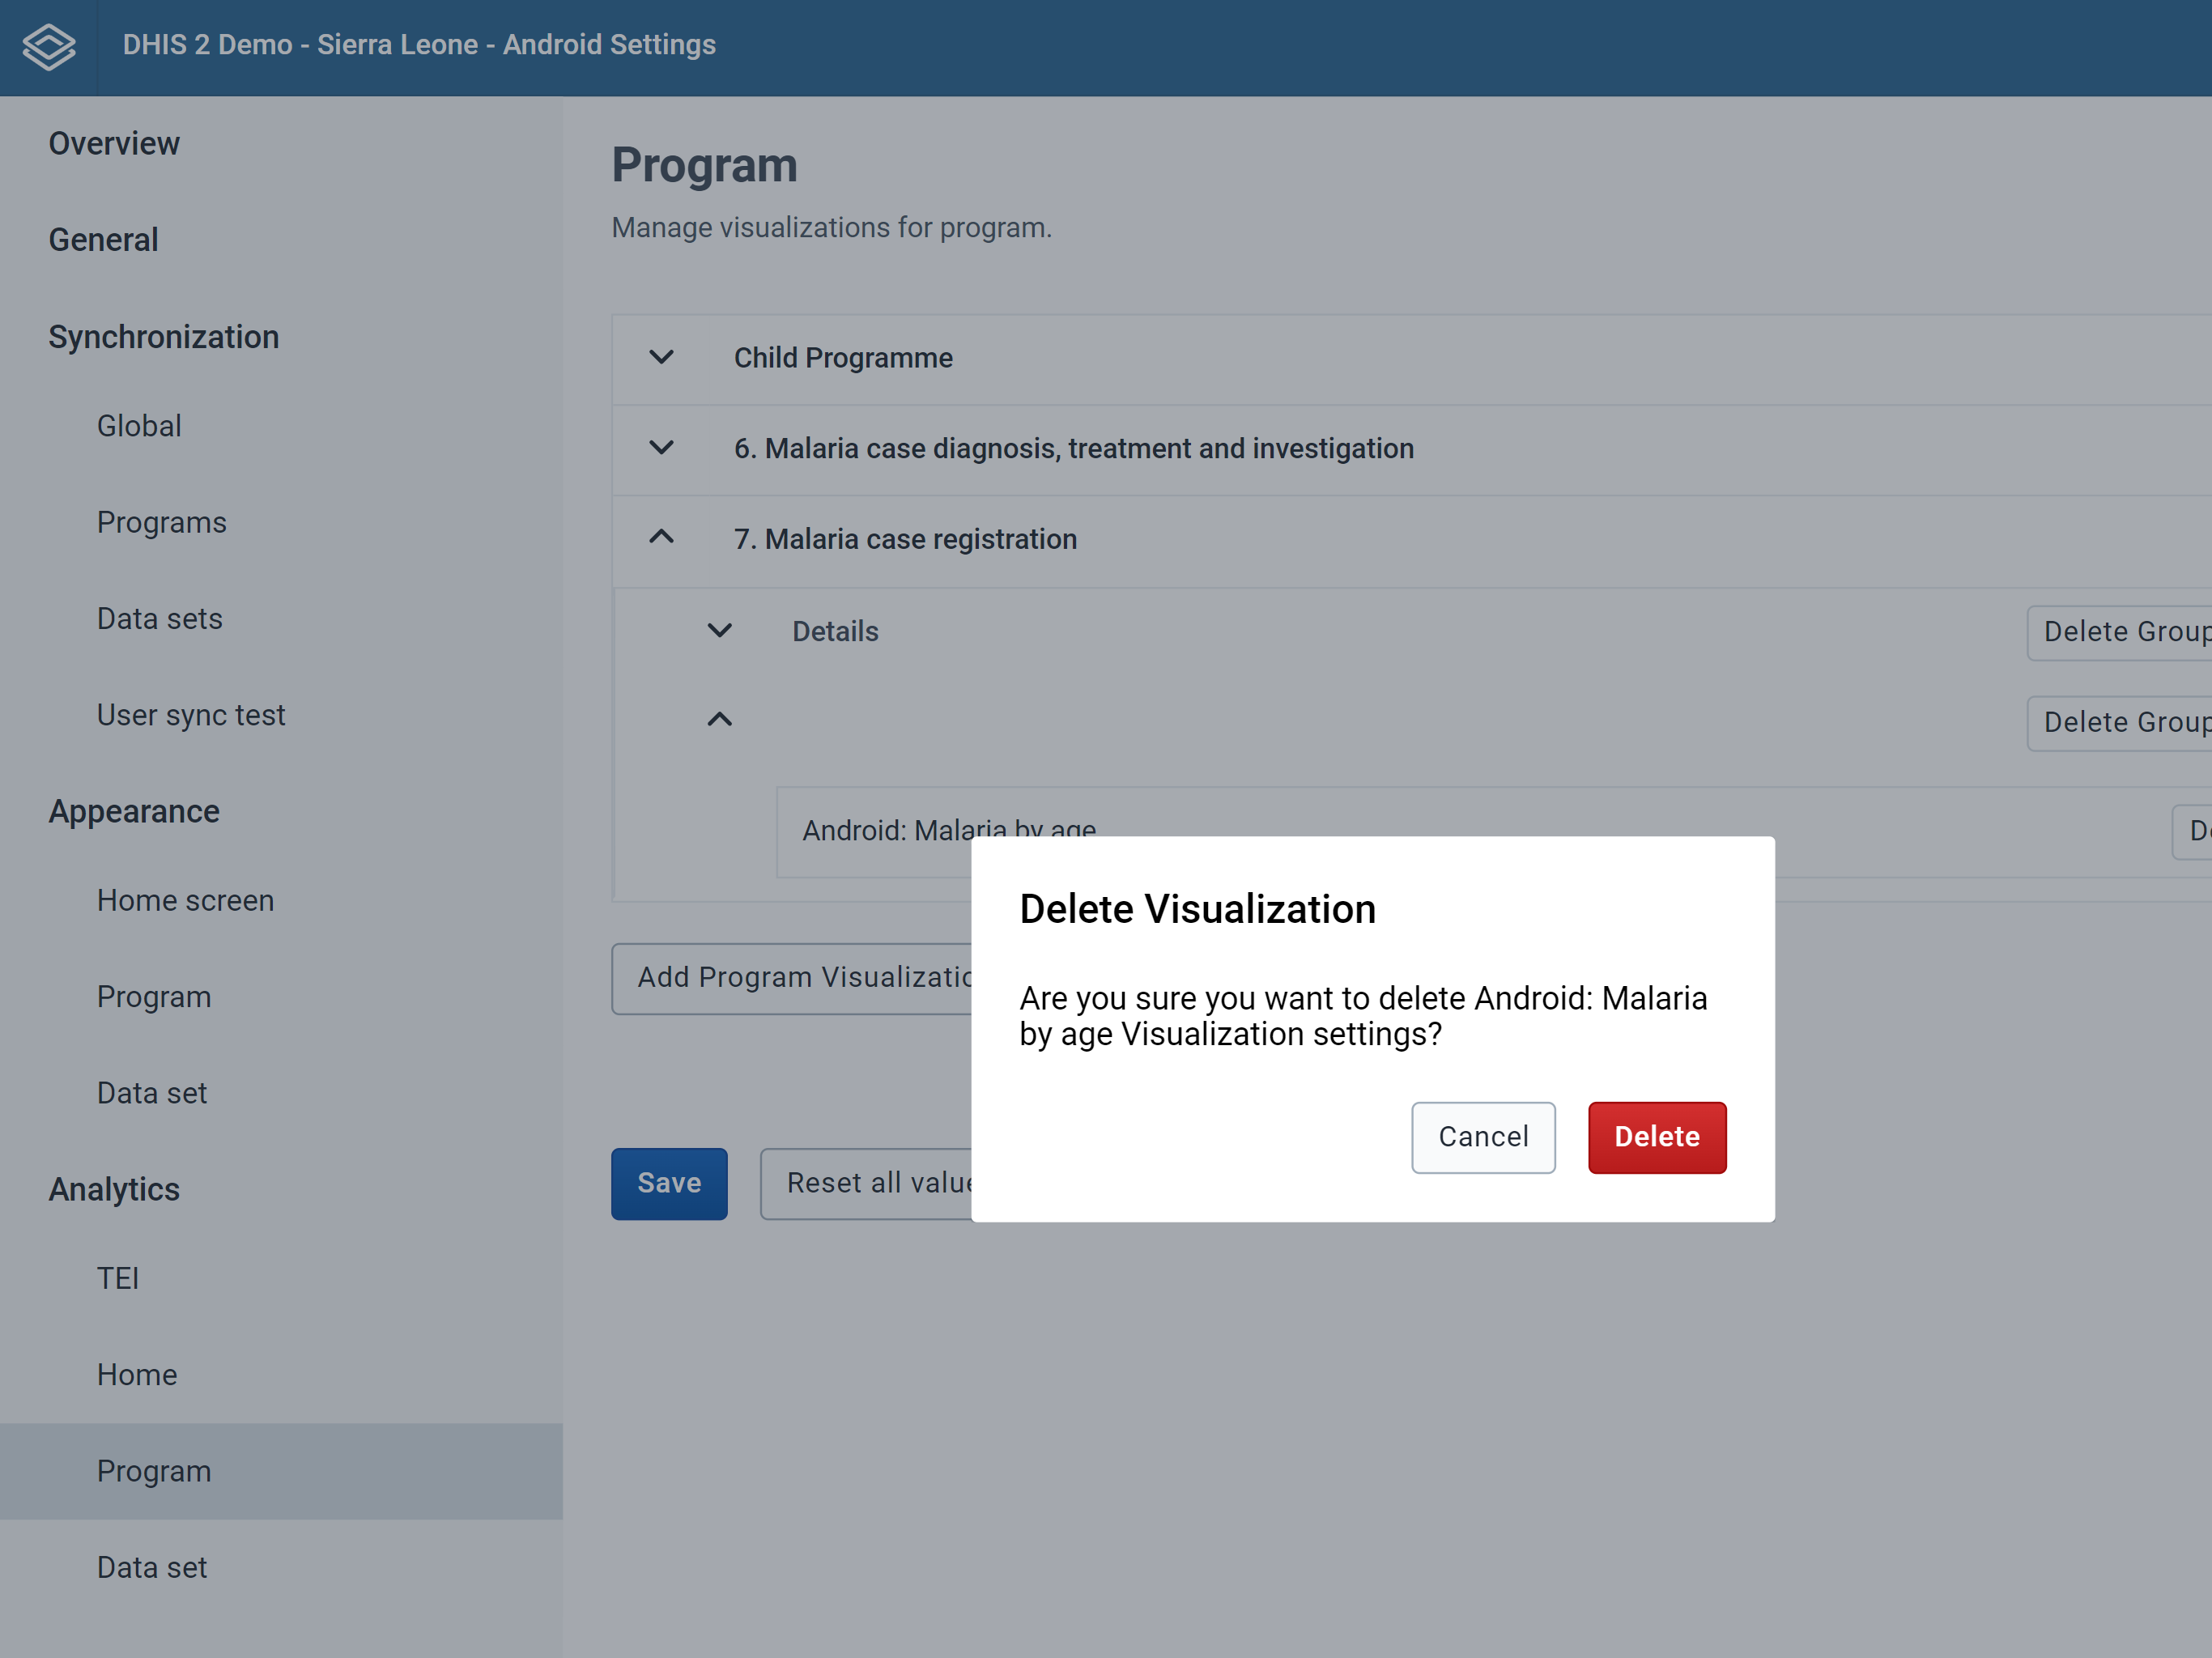 DHIS 2 Demo - Sierra Leone - Android Settings
Overview
General
Synchronization
Global
Programs
Data sets
User sync test
Appearance
Home screen
Program
Data set
Analytics
TEI
Home
Program
Data set
Program
Manage visualizations for program.
Child Programme
6. Malaria case diagnosis, treatment and investigation
7. Malaria case registration
Details
Delete Group
Delete Group
Android: Malaria by age
Add Program Visualizatio
Save
Reset all value
Delete Visualization
Are you sure you want to delete Android: Malaria
by age Visualization settings?
Cancel
Delete